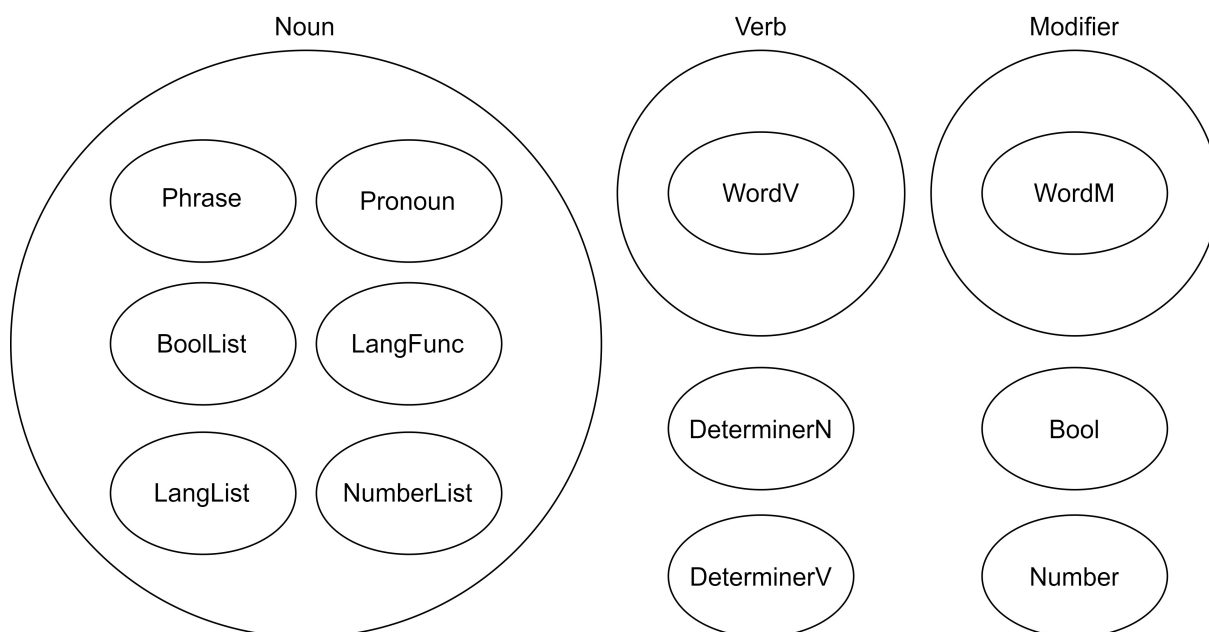 Noun
Verb
Modifier
Phrase
Pronoun
WordV
WordM
BoolList
LangFunc
DeterminerN
Bool
LangList
NumberList
DeterminerV
Number